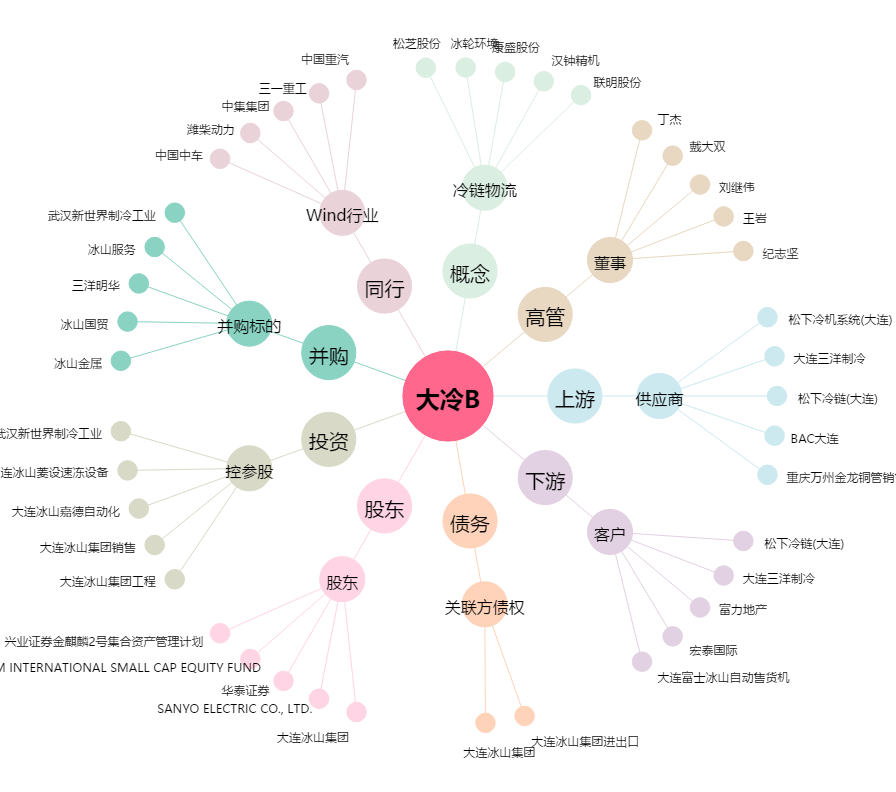 松芝股份
冰轮环境
康盛股份
汉钟精机
联明股份
冷链物流
概念
中国重汽
三一重工
中集集团
潍柴动力
中国中车
Wind行业
同行
丁杰
戴大双
刘继伟
王岩
纪志坚
董事
高管
武汉新世界制冷工业
冰山服务
三洋明华
冰山国贸
冰山金属
并购标的
并购
大冷B
上游
供应商
松下冷机系统(大连)
大连三洋制冷
松下冷链(大连)
BAC大连
重庆万州金龙铜管销
投资
控参股
武汉新世界制冷工业
连冰山菱设速冻设备
大连冰山嘉德自动化
大连冰山集团销售
大连冰山集团工程
下游
客户
松下冷链(大连)
大连三洋制冷
富力地产
宏泰国际
大连富士冰山自动售货机
股东
股东
兴业证券金麒麟2号集合资产管理计划
M INTERNATIONAL SMALL CAP EQUITY FUND
华泰证券
SANYO ELECTRIC CO., LTD.
大连冰山集团
债务
关联方债权
大连冰山集团
大连冰山集团进出口